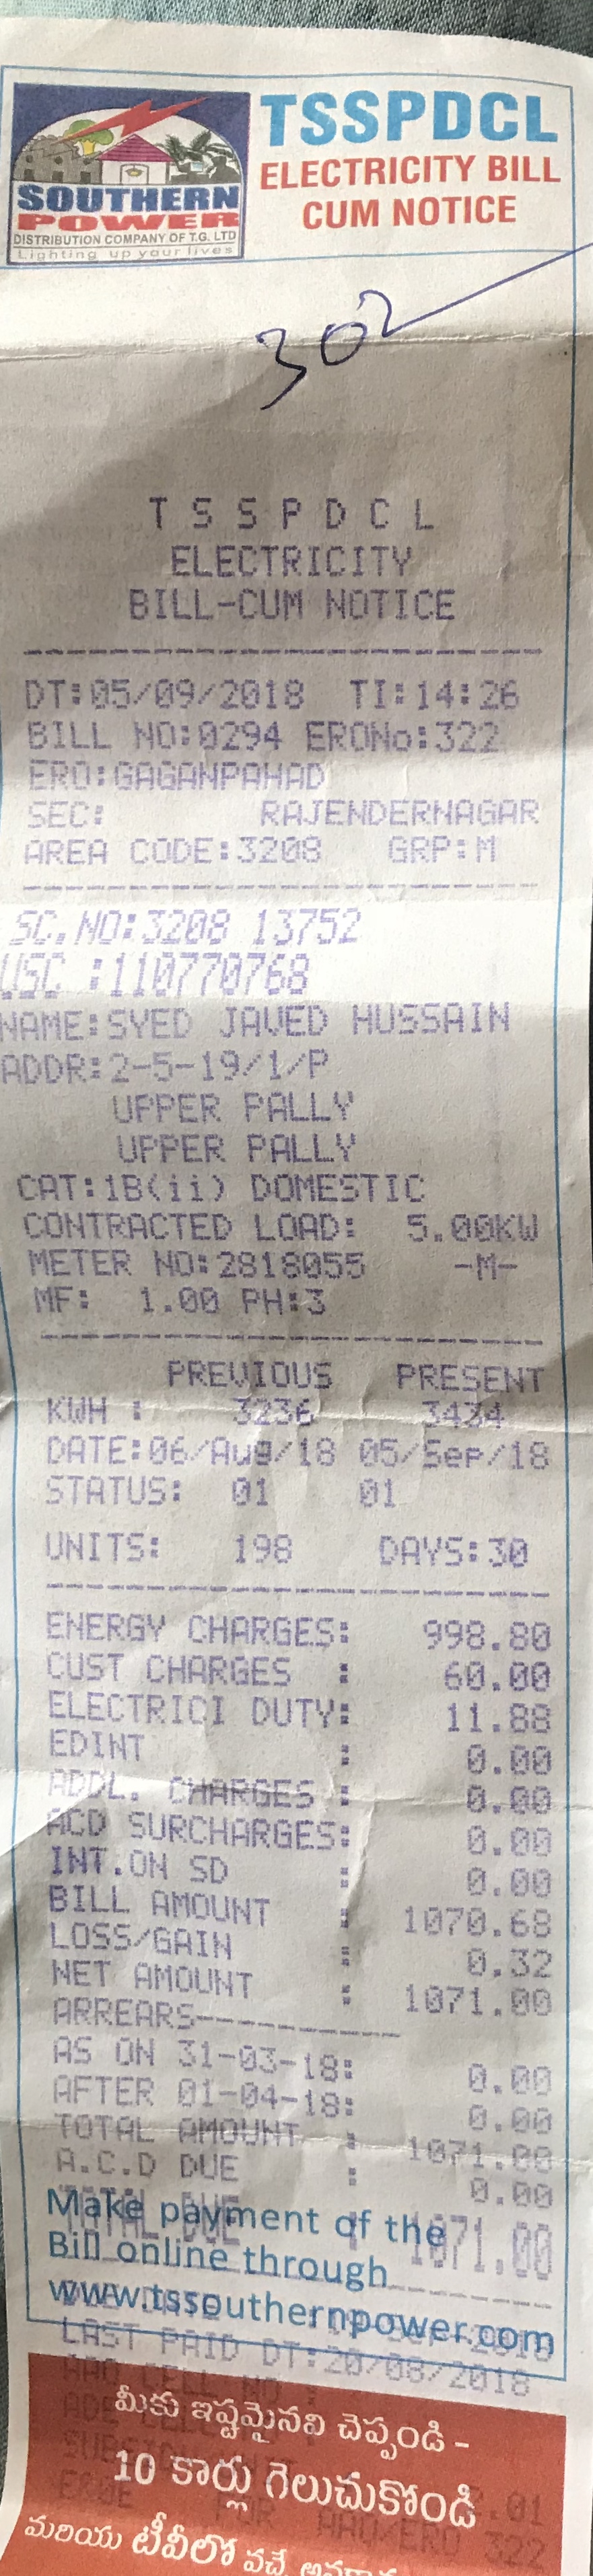 TSSPDCL
ELECTRICITY BILL
CUM NOTICE
SOUTHERN
POWER
DISTRIBUTION COMPANY OF T.G. LTD
Lighting up your lives
302
T S S P D C L
ELECTRICITY
BILL-CUM NOTICE
DT:05/09/2018 TI:14:26
BILL NO:0294 ERONo:322
ERO:GAGANPAHAD
SEC: RAJENDERNAGAR
AREA CODE:3208 GRP:M
SC.NO:3208 13752
USC :110770768
NAME:SYED JAVED HUSSAIN
ADDR:2-5-19/1/P
UPPER PALLY
UPPER PALLY
CAT:1B(ii) DOMESTIC
CONTRACTED LOAD: 5.00KW
METER NO:2818055 -M-
MF: 1.00 PH:3
PREVIOUS PRESENT
KWH : 3236 3434
DATE:06/Aug/18 05/Sep/18
STATUS: 01 01
UNITS: 198 DAYS:30
ENERGY CHARGES: 998.80
CUST CHARGES : 60.00
ELECTRICI DUTY: 11.88
EDINT : 0.00
ADDL. CHARGES : 0.00
ACD SURCHARGES: 0.00
INT.ON SD : 0.00
BILL AMOUNT : 1070.68
LOSS/GAIN : 0.32
NET AMOUNT : 1071.00
ARREARS--------------
AS ON 31-03-18: 0.00
AFTER 01-04-18: 0.00
TOTAL AMOUNT : 1071.00
A.C.D DUE : 0.00
TOTAL DUE : 1071.00
Make payment of the
Bill online through
www.tssouthernpower.com
LAST PAID DT:20/08/2018
మీకు ఇష్టమైనవి చెప్పండి -
10 కార్లు గెలుచుకోండి
మరియు టీవీలో వచ్చే
322